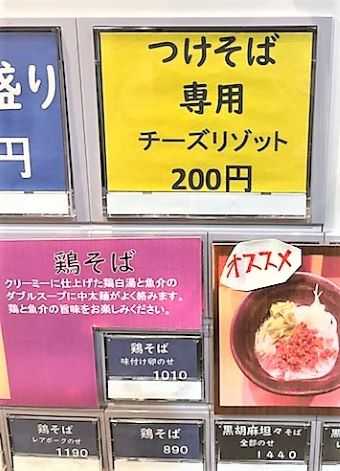 盛り
円
つけそば
専用
チーズリゾット
200円
鶏そば
クリーミーに仕上げた鶏白湯と魚介の
ダブルスープに中太麺がよく絡みます。
鶏と魚介の旨味をお楽しみください。
オススメ
鶏そば
味付け卵のせ
1010
鶏そば
レアポークのせ
1190
鶏そば
890
黒胡麻坦々そば
全部のせ
1440
黒胡